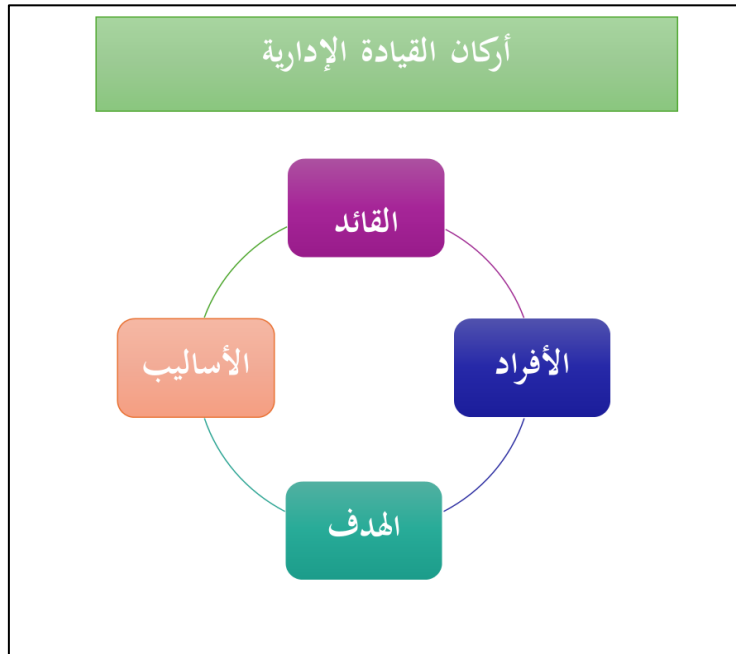 أركان القيادة الإدارية
القائد
الأفراد
الهدف
الأساليب